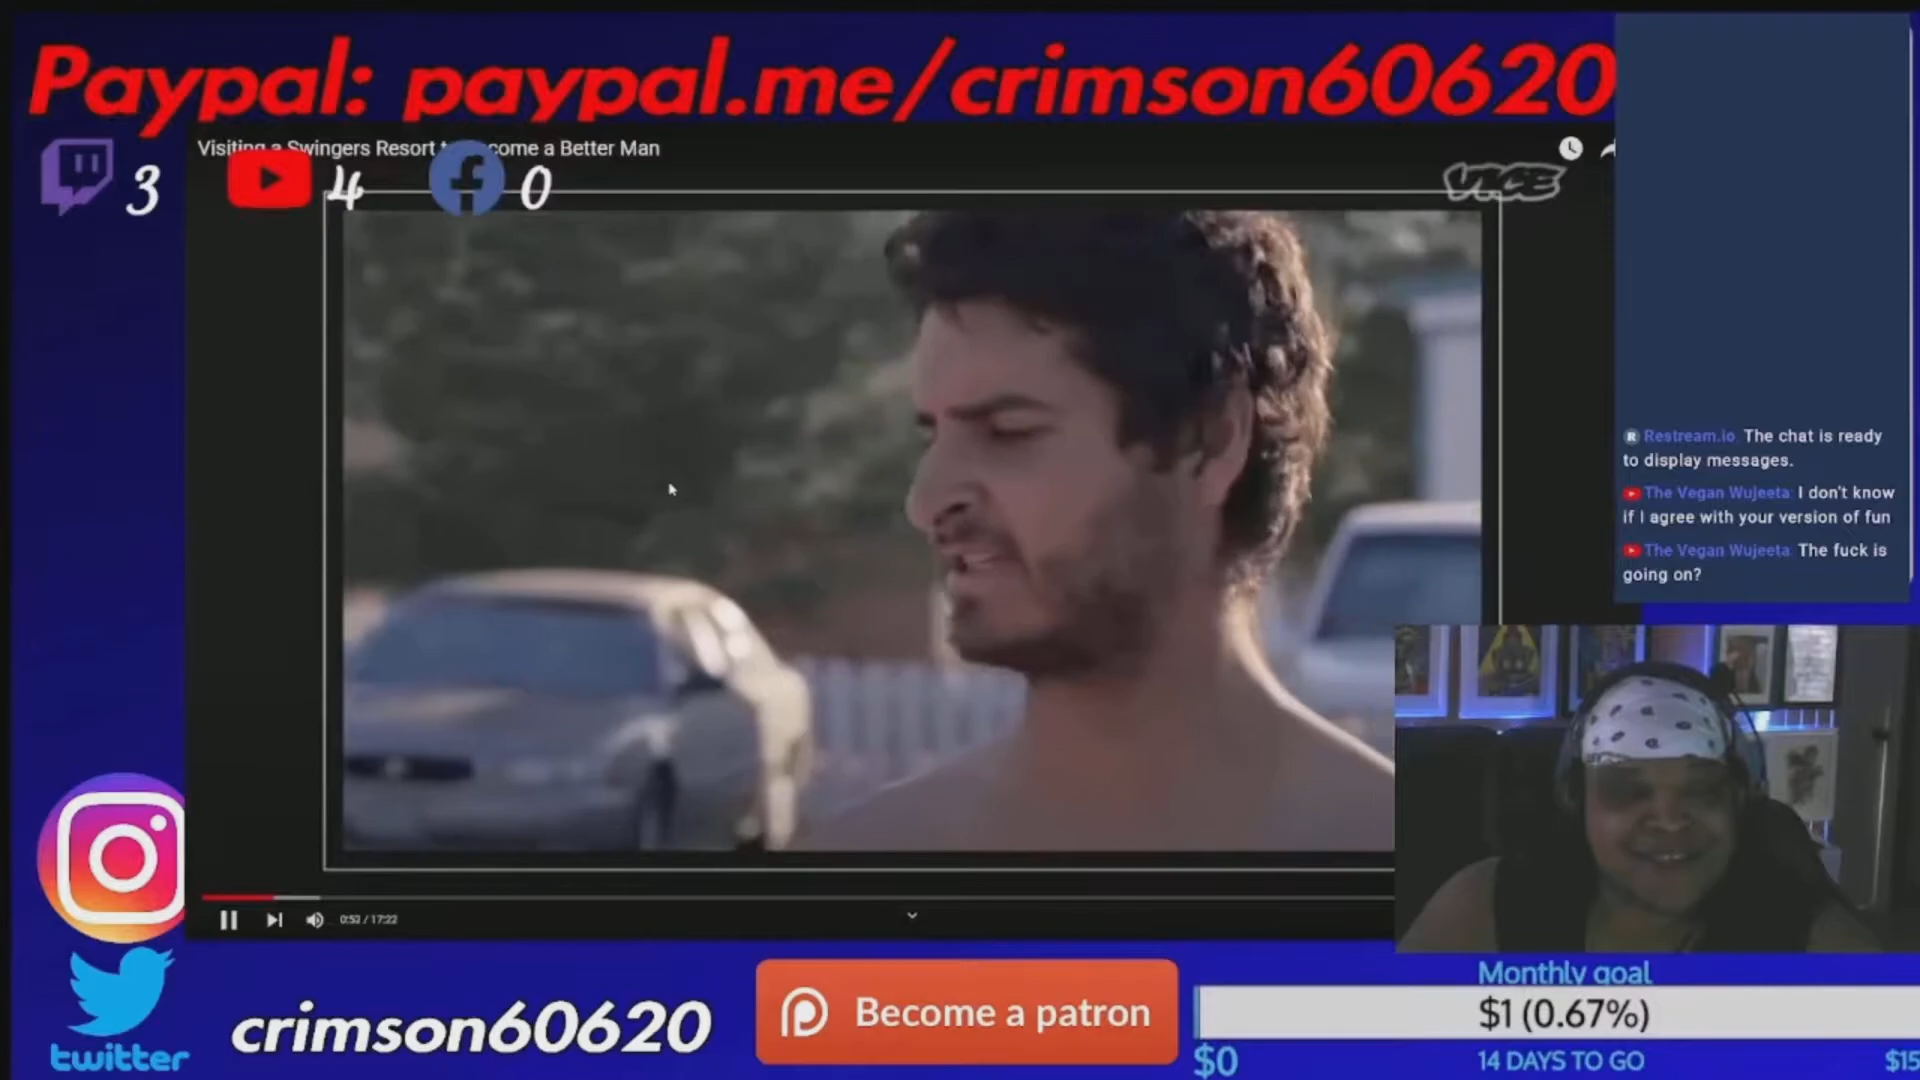 Paypal: paypal.me/crimson60620
Visiting a Swingers Resort t come a Better Man
3
4
0
VICE
Restream.io: The chat is ready
to display messages.
The Vegan Wujeeta: I don't know
if I agree with your version of fun
The Vegan Wujeeta: The fuck is
going on?
0:52 / 17:22
twitter
crimson60620
Become a patron
Monthly goal
$1 (0.67%)
$0
14 DAYS TO GO
$15